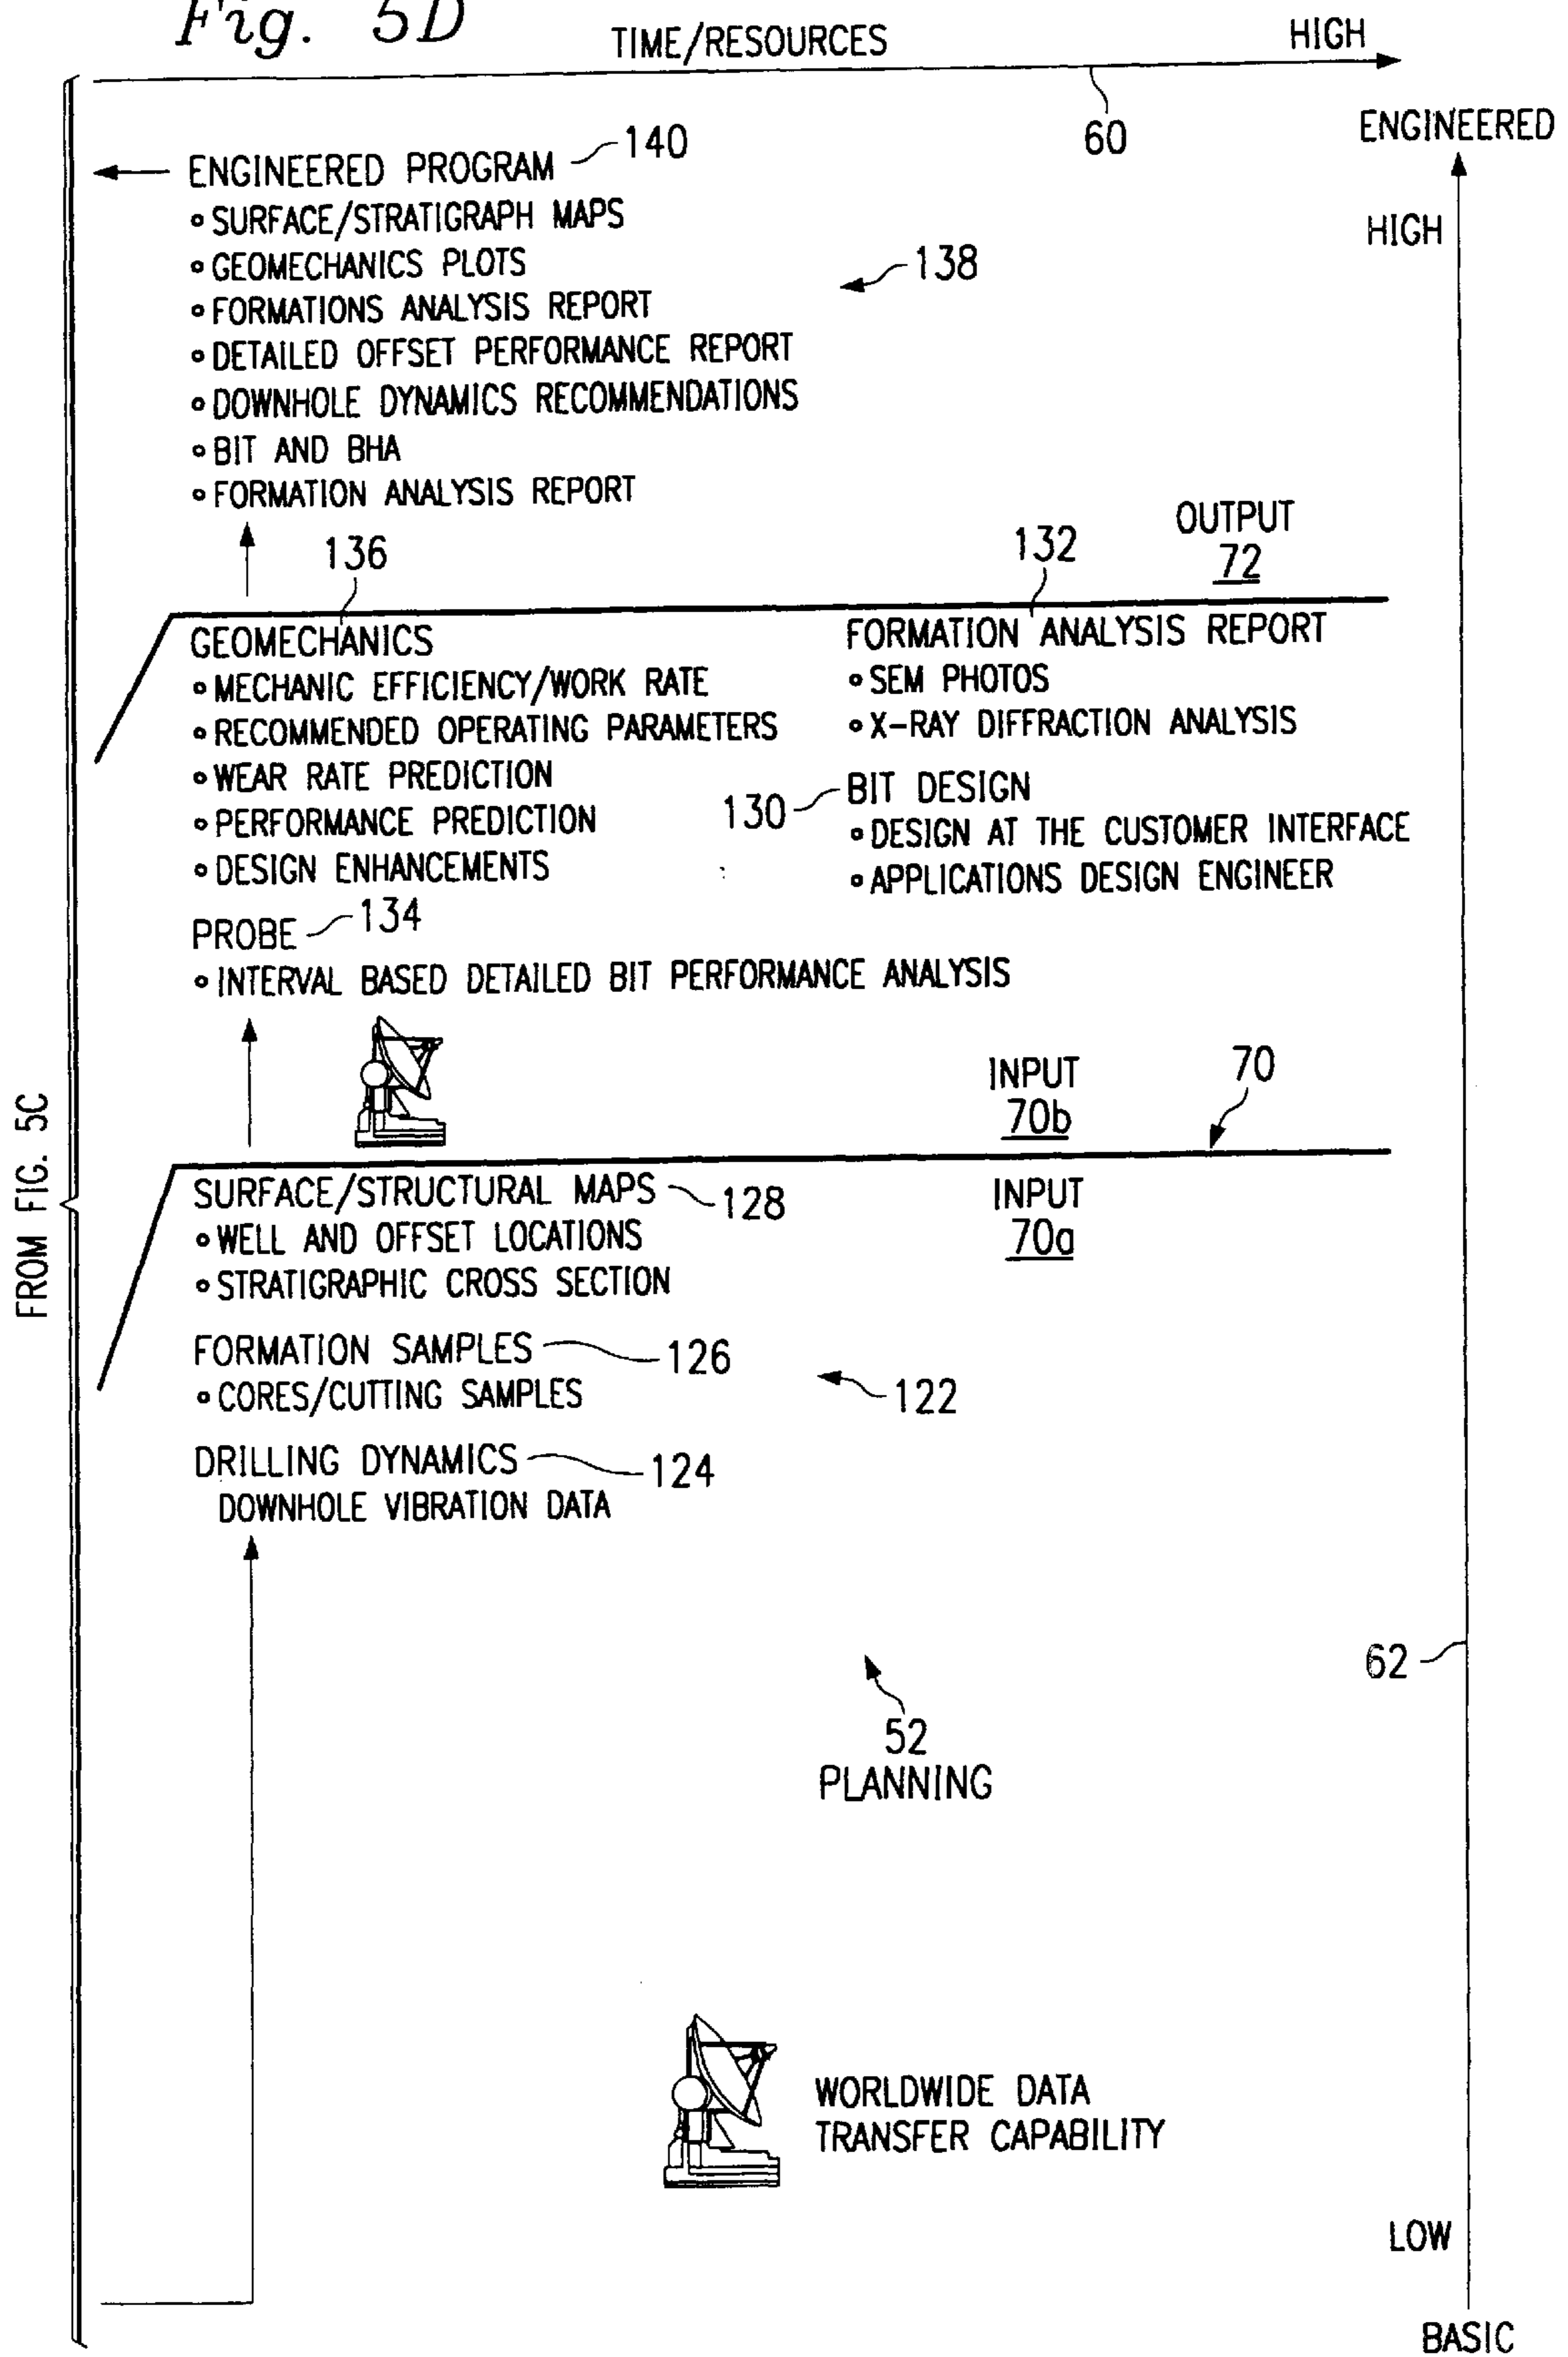 Fig. 5D
TIME/RESOURCES
HIGH
60
ENGINEERED
HIGH
ENGINEERED PROGRAM 140
∘ SURFACE/STRATIGRAPH MAPS
∘ GEOMECHANICS PLOTS
138
∘ FORMATIONS ANALYSIS REPORT
∘ DETAILED OFFSET PERFORMANCE REPORT
∘ DOWNHOLE DYNAMICS RECOMMENDATIONS
∘ BIT AND BHA
∘ FORMATION ANALYSIS REPORT
OUTPUT
72
136
132
GEOMECHANICS
∘ MECHANIC EFFICIENCY/WORK RATE
∘ RECOMMENDED OPERATING PARAMETERS
∘ WEAR RATE PREDICTION
∘ PERFORMANCE PREDICTION
∘ DESIGN ENHANCEMENTS
FORMATION ANALYSIS REPORT
∘ SEM PHOTOS
∘ X-RAY DIFFRACTION ANALYSIS
130 BIT DESIGN
∘ DESIGN AT THE CUSTOMER INTERFACE
∘ APPLICATIONS DESIGN ENGINEER
PROBE 134
∘ INTERVAL BASED DETAILED BIT PERFORMANCE ANALYSIS
INPUT
70b
70
FROM FIG. 5C
SURFACE/STRUCTURAL MAPS 128
∘ WELL AND OFFSET LOCATIONS
∘ STRATIGRAPHIC CROSS SECTION
INPUT
70a
FORMATION SAMPLES 126
∘ CORES/CUTTING SAMPLES
122
DRILLING DYNAMICS 124
DOWNHOLE VIBRATION DATA
62
52
PLANNING
WORLDWIDE DATA
TRANSFER CAPABILITY
LOW
BASIC